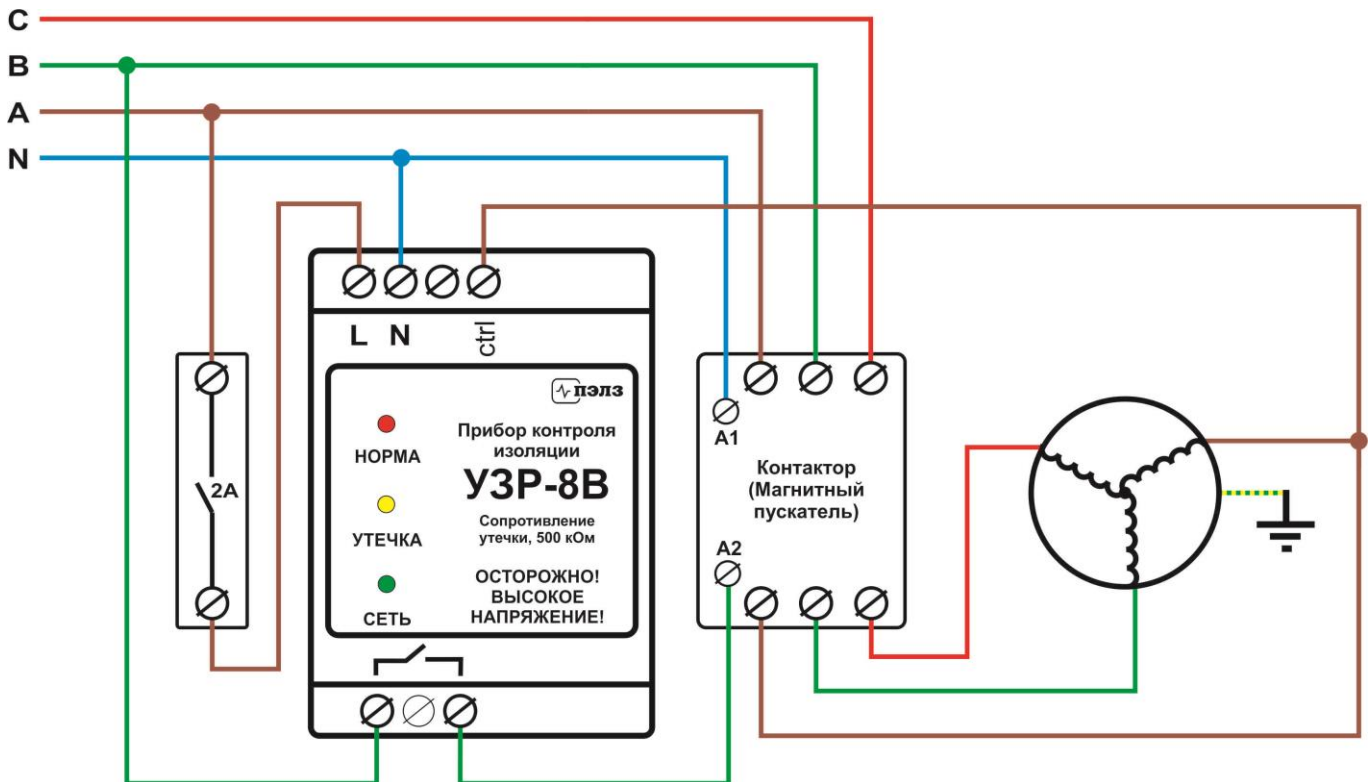 C
B
A
N
L N
ctrl
2A
пэлз
НОРМА
УТЕЧКА
СЕТЬ
Прибор контроля
изоляции
УЗР-8В
Сопротивление
утечки, 500 кОм
ОСТОРОЖНО!
ВЫСОКОЕ
НАПРЯЖЕНИЕ!
A1
Контактор
(Магнитный
пускатель)
A2